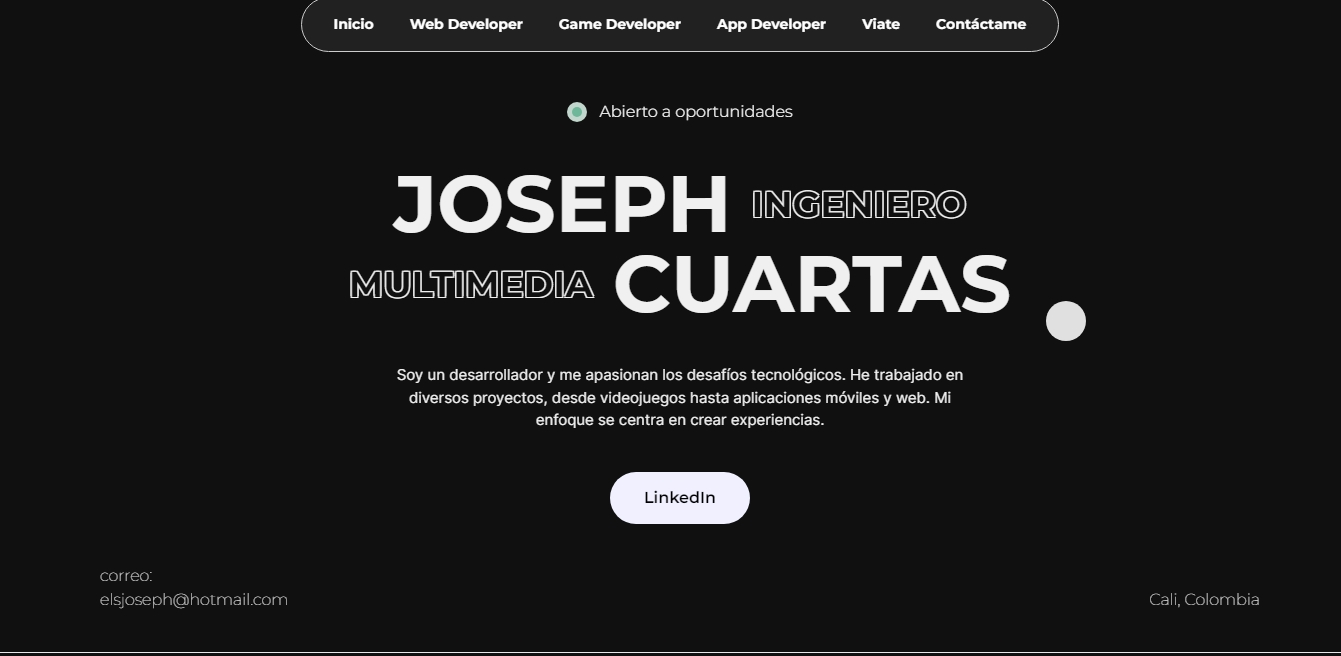 Inicio Web Developer Game Developer App Developer Viate Contáctame
Abierto a oportunidades
JOSEPH INGENIERO
MULTIMEDIA CUARTAS
Soy un desarrollador y me apasionan los desafíos tecnológicos. He trabajado en
diversos proyectos, desde videojuegos hasta aplicaciones móviles y web. Mi
enfoque se centra en crear experiencias.
LinkedIn
correo:
elsjoseph@hotmail.com
Cali, Colombia